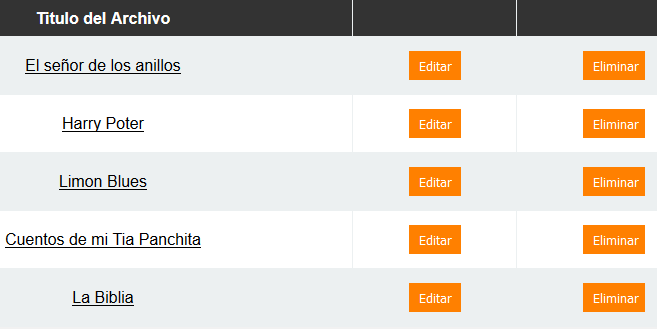 Titulo del Archivo
El señor de los anillos Editar Eliminar
Harry Poter Editar Eliminar
Limon Blues Editar Eliminar
Cuentos de mi Tia Panchita Editar Eliminar
La Biblia Editar Eliminar